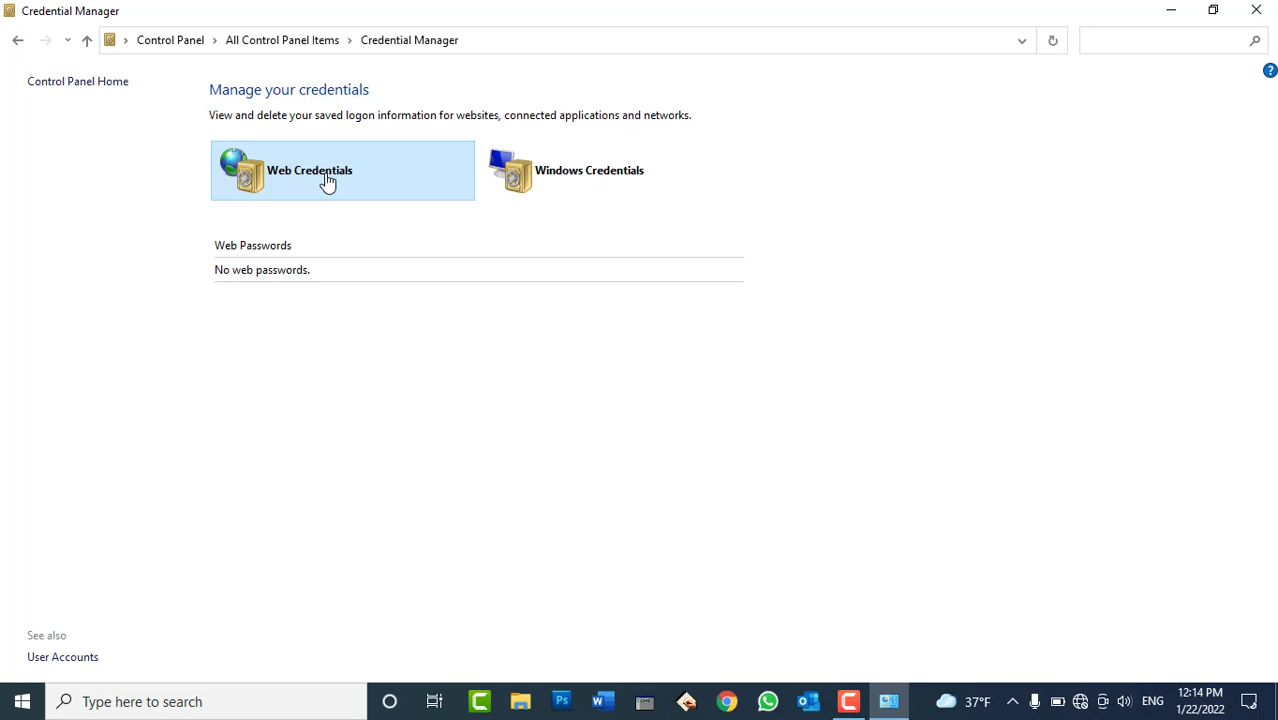 Credential Manager
Control Panel > All Control Panel Items > Credential Manager
Control Panel Home
Manage your credentials
View and delete your saved logon information for websites, connected applications and networks.
Web Credentials
Windows Credentials
Web Passwords
No web passwords.
See also
User Accounts
Type here to search
Ps
W
37°F
ENG
12:14 PM
1/22/2022